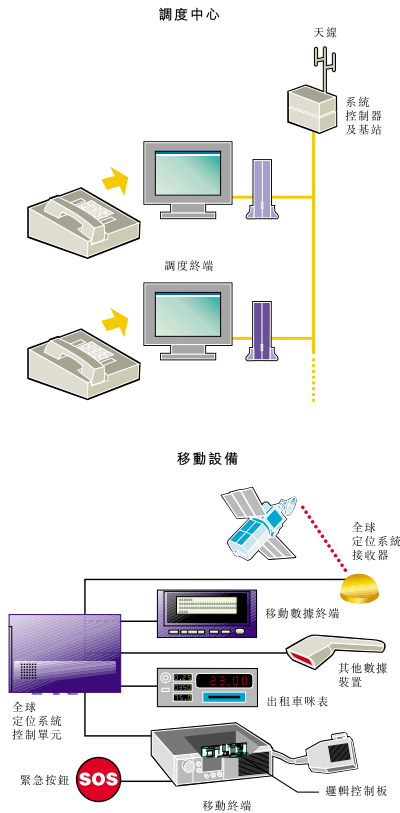 調度中心
天線
系統
控制器
及基站
調度終端
移動設備
全球
定位系統
接收器
移動數據終端
其他數據
裝置
23.00
出租車咪表
全球
定位系統
控制單元
緊急按鈕
SOS
移動終端
邏輯控制板